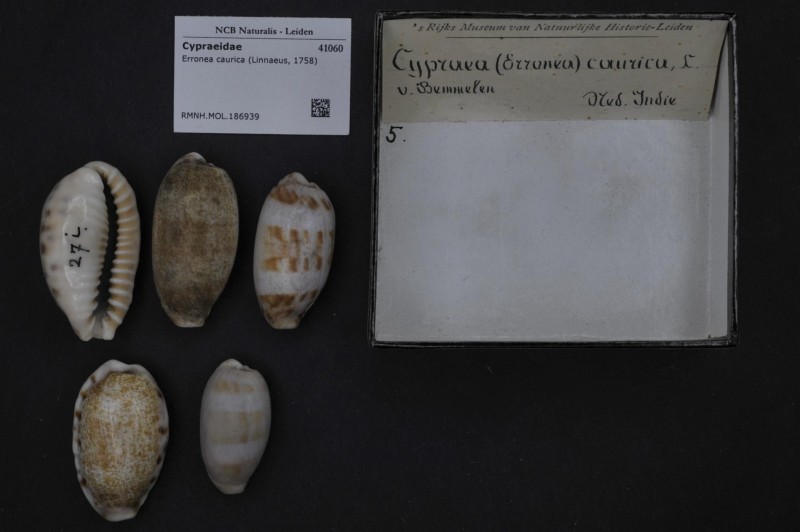 NCB Naturalis - Leiden
Cypraeidae 41060
Erronea caurica (Linnaeus, 1758)
RMNH.MOL.186939
's Rijks Museum van Natuurlijke Historie-Leiden
Cypraea (Erronea) caurica, L.
v. Bemmelen
Ned. Indie
5.
27 i.